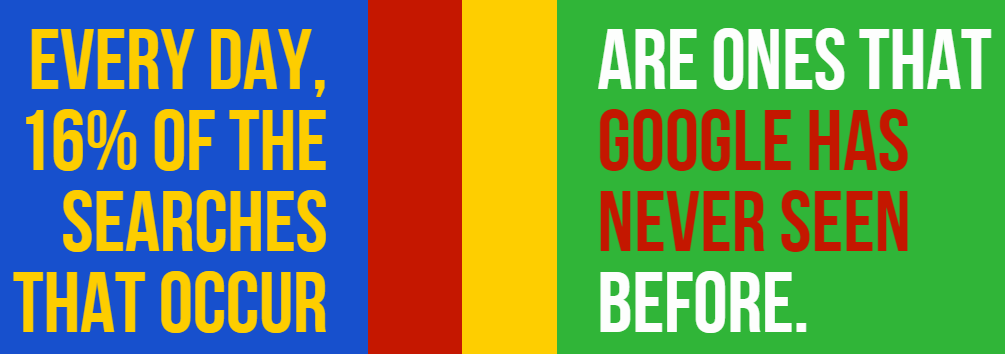 EVERY DAY,
16% OF THE
SEARCHES
THAT OCCUR
ARE ONES THAT
GOOGLE HAS
NEVER SEEN
BEFORE.